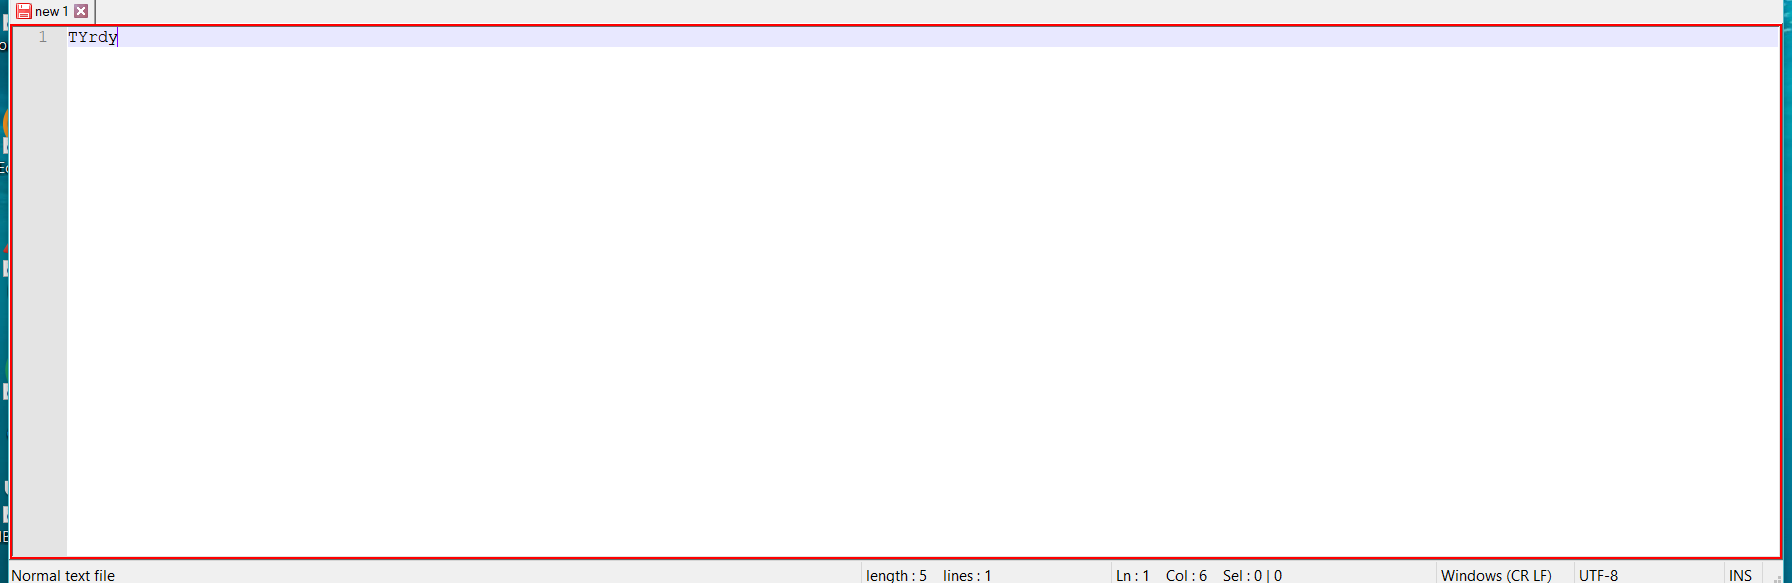 new 1
1 TYrdy
Normal text file length : 5 lines : 1 Ln : 1 Col : 6 Sel : 0 | 0 Windows (CR LF) UTF-8 INS